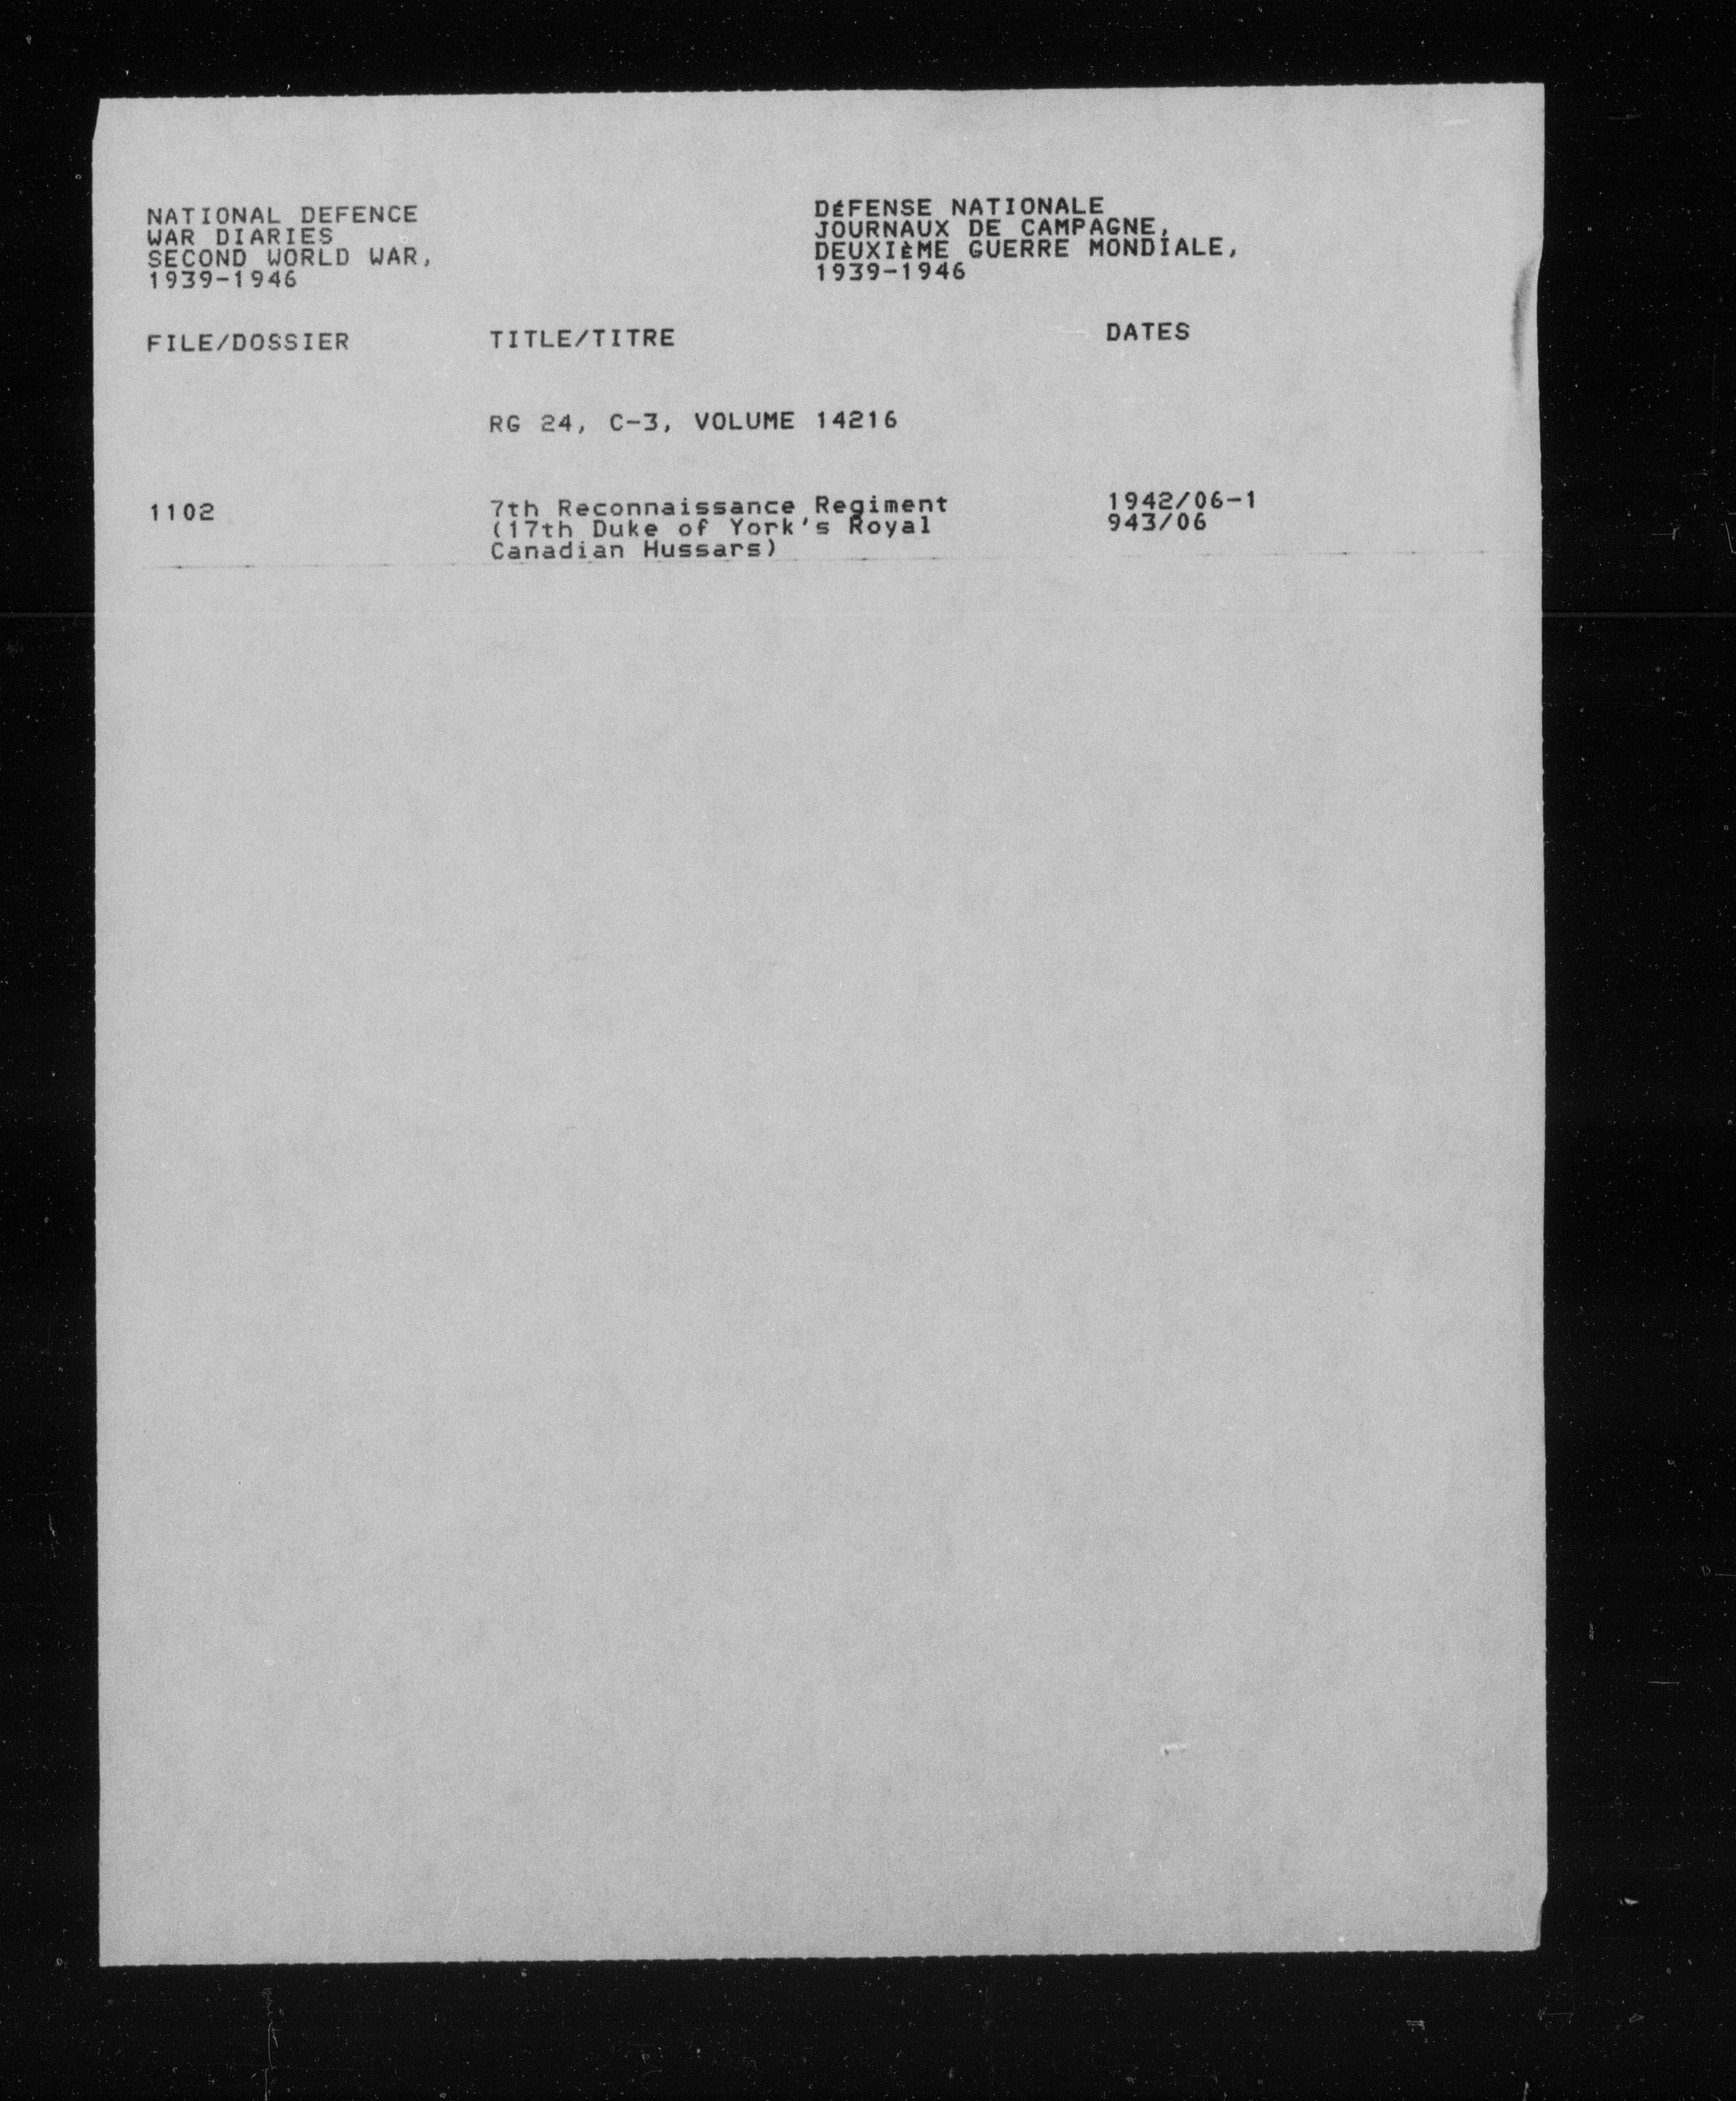 NATIONAL DEFENCE
WAR DIARIES
SECOND WORLD WAR,
1939-1946
DÉFENSE NATIONALE
JOURNAUX DE CAMPAGNE,
DEUXIÈME GUERRE MONDIALE,
1939-1946
FILE/DOSSIER TITLE/TITRE DATES
RG 24, C-3, VOLUME 14216
1102 7th Reconnaissance Regiment 1942/06-1
(17th Duke of York's Royal 943/06
Canadian Hussars)